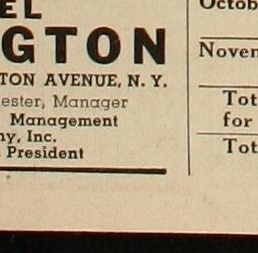 EL
GTON
TON AVENUE, N. Y.
ester, Manager
Management
ny, Inc.
President
Octob
Novem
Tot
for
Tot